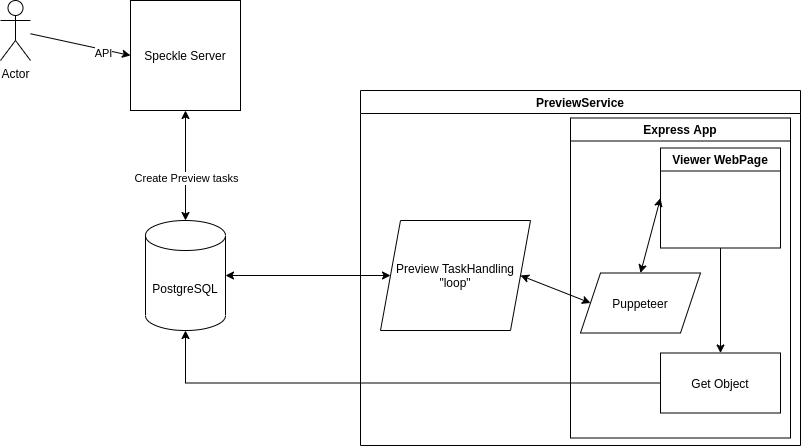 API
Actor
Speckle Server
Create Preview tasks
PostgreSQL
PreviewService
Express App
Viewer WebPage
Preview TaskHandling
"loop"
Puppeteer
Get Object